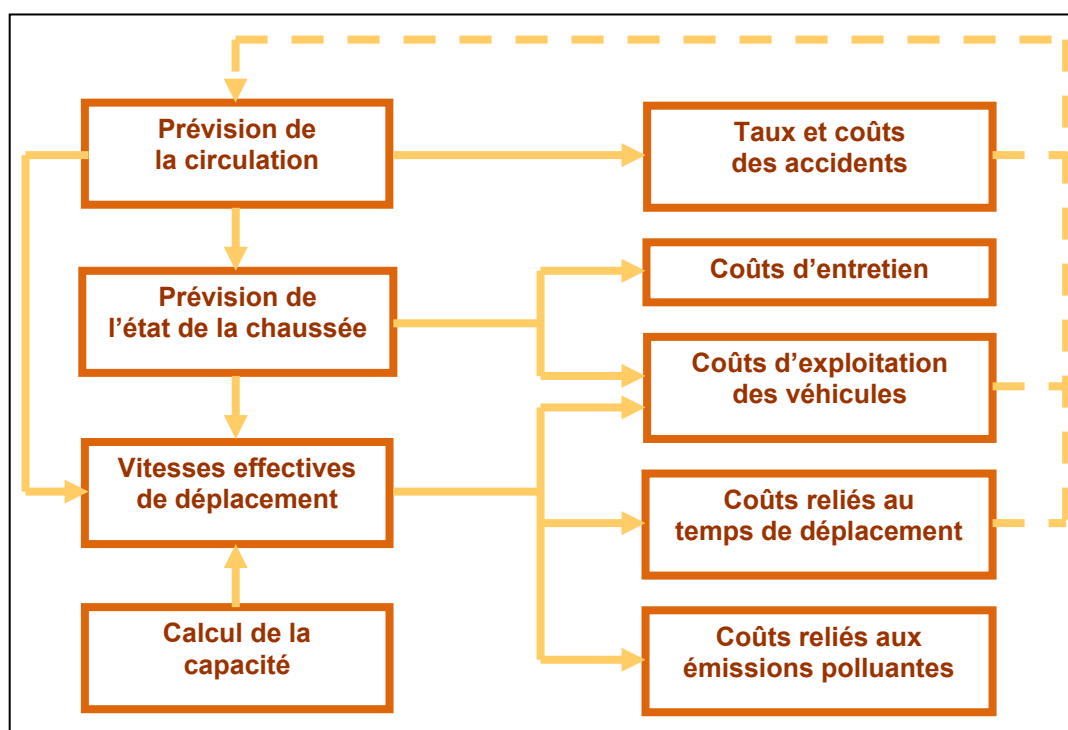 Prévision de
la circulation
Taux et coûts
des accidents
Prévision de
l’état de la chaussée
Coûts d’entretien
Coûts d’exploitation
des véhicules
Vitesses effectives
de déplacement
Coûts reliés au
temps de déplacement
Calcul de la
capacité
Coûts reliés aux
émissions polluantes